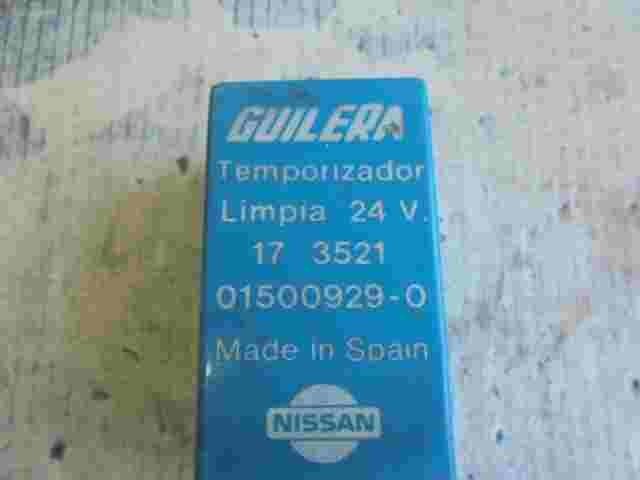 GUILERA
Temporizador
Limpia 24 V.
17 3521
01500929-0
Made in Spain
NISSAN